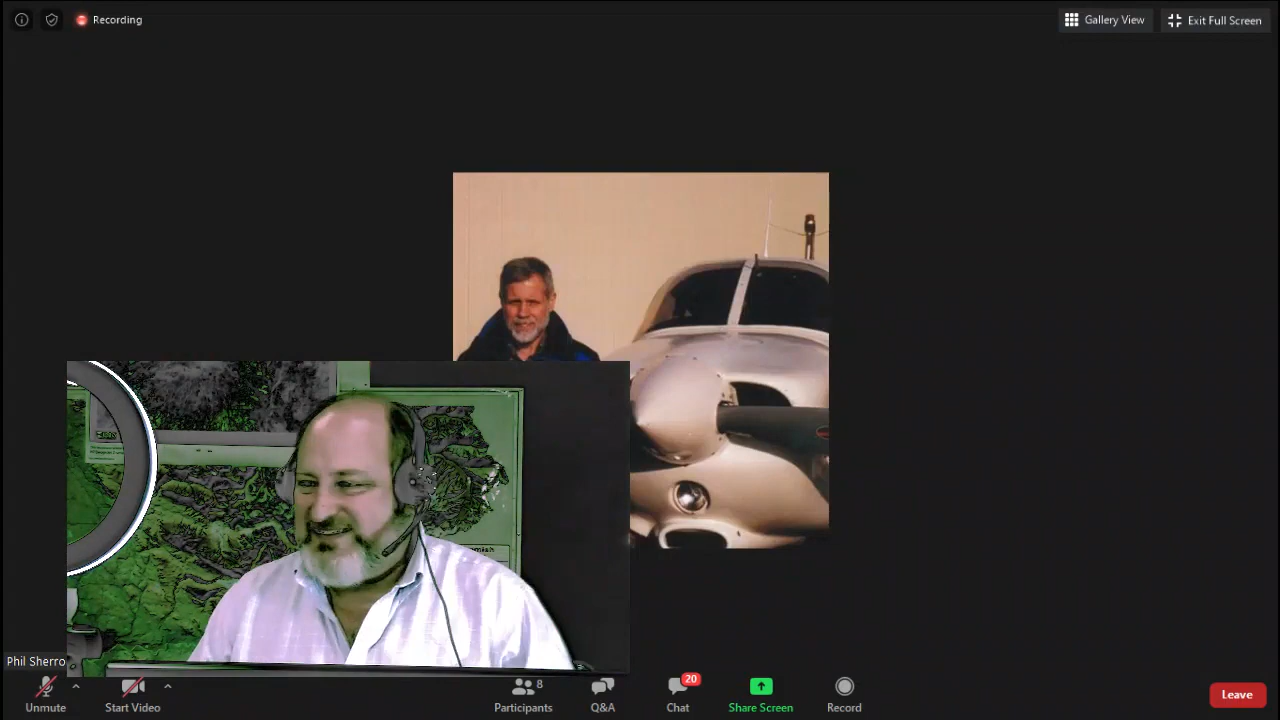 Recording
Gallery View
Exit Full Screen
Phil Sherro
Unmute
Start Video
Participants
8
Q&A
Chat
20
Share Screen
Record
Leave